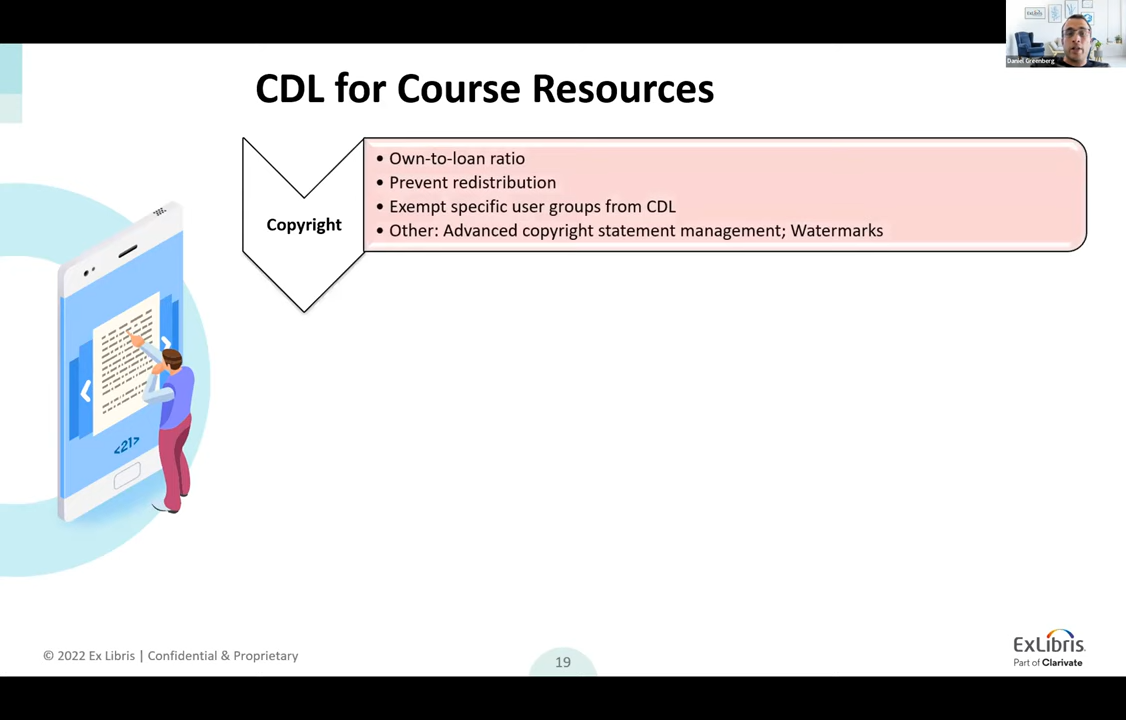 CDL for Course Resources
Copyright
• Own-to-loan ratio
• Prevent redistribution
• Exempt specific user groups from CDL
• Other: Advanced copyright statement management; Watermarks
<21>
© 2022 Ex Libris | Confidential & Proprietary
19
ExLibris
Part of Clarivate
ExLibris
Daniel Greenberg